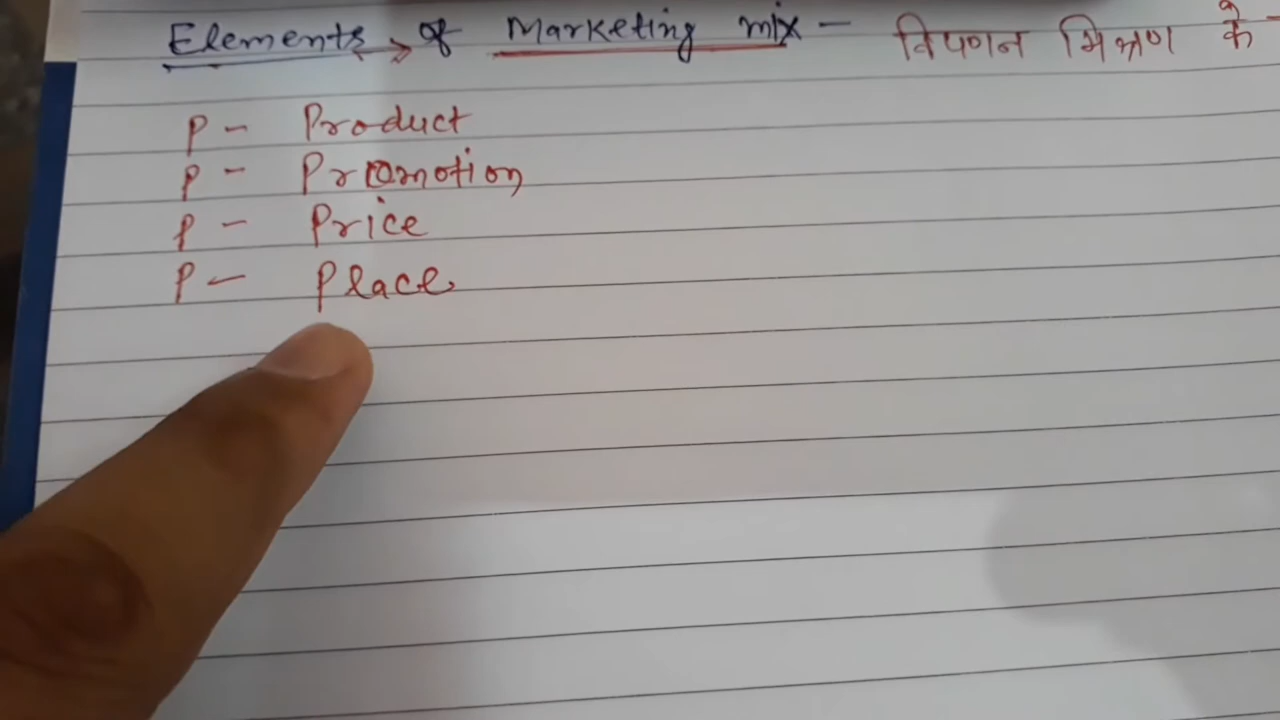 Elements of Marketing mix - विपणन मिश्रण के
P - Product
P - Promotion
P - Price
P - Place